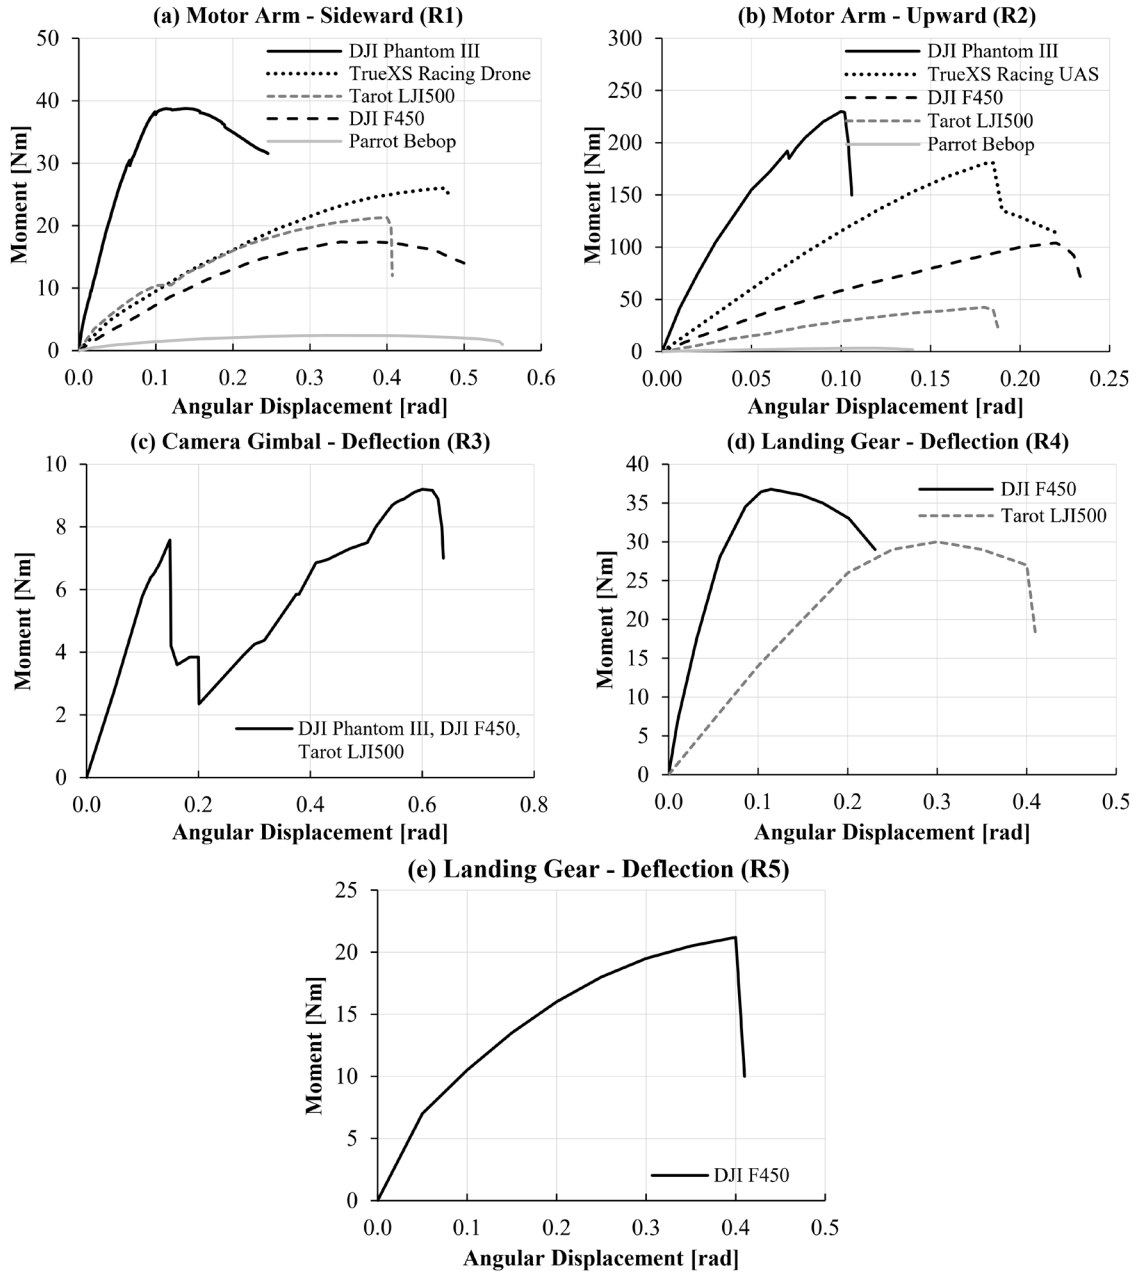 (a) Motor Arm - Sideward (R1)
50
40
30
20
10
0
Moment [Nm]
DJI Phantom III
TrueXS Racing Drone
Tarot LJI500
DJI F450
Parrot Bebop
0.0 0.1 0.2 0.3 0.4 0.5 0.6
Angular Displacement [rad]
(b) Motor Arm - Upward (R2)
300
250
200
150
100
50
0
Moment [Nm]
DJI Phantom III
TrueXS Racing UAS
DJI F450
Tarot LJI500
Parrot Bebop
0.00 0.05 0.10 0.15 0.20 0.25
Angular Displacement [rad]
(c) Camera Gimbal - Deflection (R3)
10
8
6
4
2
0
Moment [Nm]
DJI Phantom III, DJI F450,
Tarot LJI500
0.0 0.2 0.4 0.6 0.8
Angular Displacement [rad]
(d) Landing Gear - Deflection (R4)
40
35
30
25
20
15
10
5
0
Moment [Nm]
DJI F450
Tarot LJI500
0.0 0.1 0.2 0.3 0.4 0.5
Angular Displacement [rad]
(e) Landing Gear - Deflection (R5)
25
20
15
10
5
0
Moment [Nm]
DJI F450
0.0 0.1 0.2 0.3 0.4 0.5
Angular Displacement [rad]